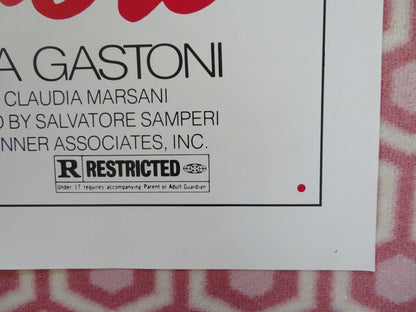 A GASTONI
CLAUDIA MARSANI
D BY SALVATORE SAMPERI
NNER ASSOCIATES, INC.
R RESTRICTED
Under 17 requires accompanying Parent or Adult Guardian